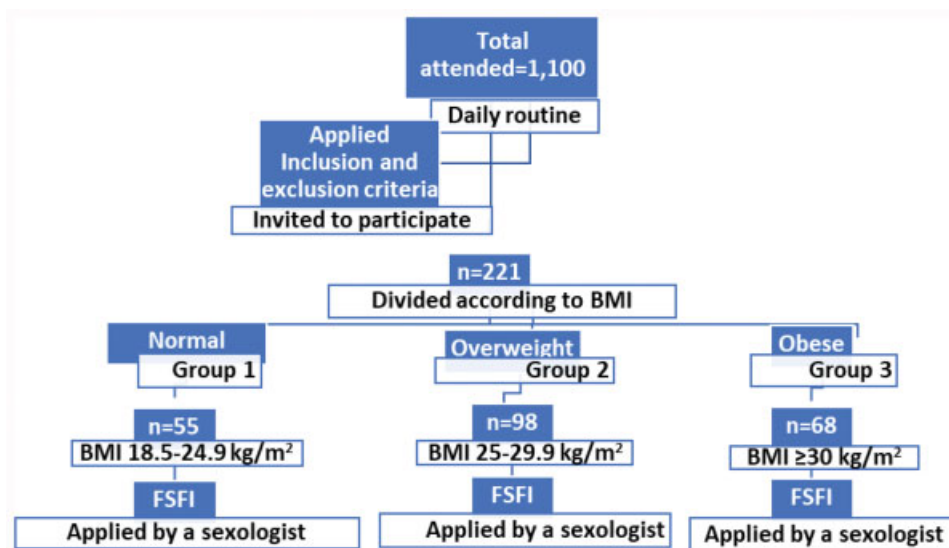 Total
attended=1,100
Daily routine
Applied
Inclusion and
exclusion criteria
Invited to participate
n=221
Divided according to BMI
Normal
Group 1
n=55
BMI 18.5-24.9 kg/m²
FSFI
Applied by a sexologist
Overweight
Group 2
n=98
BMI 25-29.9 kg/m²
FSFI
Applied by a sexologist
Obese
Group 3
n=68
BMI ≥30 kg/m²
FSFI
Applied by a sexologist